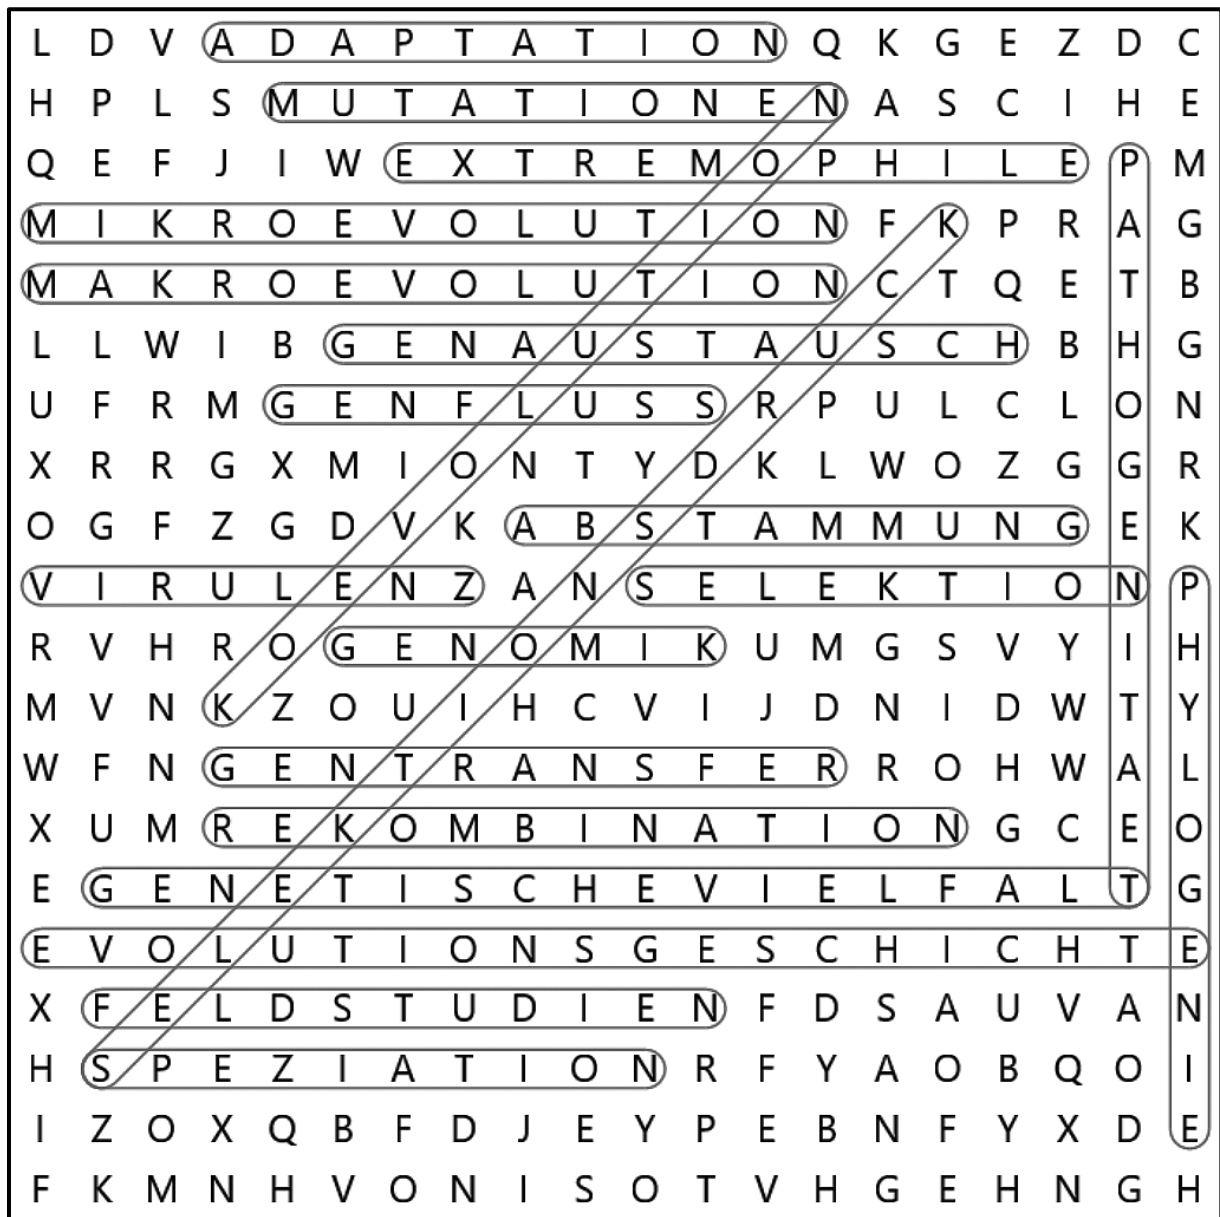 L D V A D A P T A T I O N Q K G E Z D C
H P L S M U T A T I O N E N A S C I H E
Q E F J I W E X T R E M O P H I L E P M
M I K R O E V O L U T I O N F K P R A G
M A K R O E V O L U T I O N C T Q E T B
L L W I B G E N A U S T A U S C H B H G
U F R M G E N F L U S S R P U L C L O N
X R R G X M I O N T Y D K L W O Z G G R
O G F Z G D V K A B S T A M M U N G E K
V I R U L E N Z A N S E L E K T I O N P
R V H R O G E N O M I K U M G S V Y I H
M V N K Z O U I H C V I J D N I D W T Y
W F N G E N T R A N S F E R R O H W A L
X U M R E K O M B I N A T I O N G C E O
E G E N E T I S C H E V I E L F A L T G
E V O L U T I O N S G E S C H I C H T E
X F E L D S T U D I E N F D S A U V A N
H S P E Z I A T I O N R F Y A O B Q O I
I Z O X Q B F D J E Y P E B N F Y X D E
F K M N H V O N I S O T V H G E H N G H